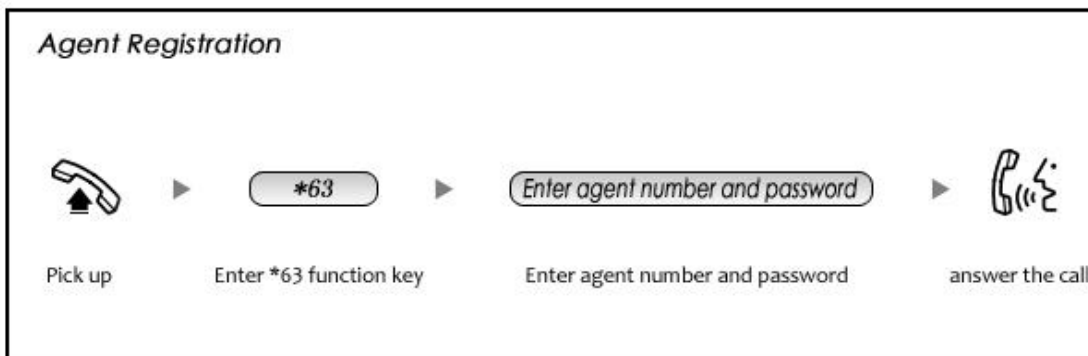 Agent Registration
*63
Enter agent number and password
Pick up
Enter *63 function key
Enter agent number and password
answer the call